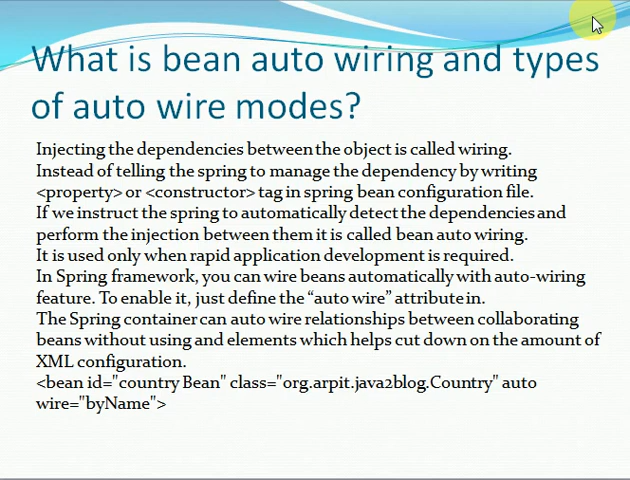 What is bean auto wiring and types
of auto wire modes?
Injecting the dependencies between the object is called wiring.
Instead of telling the spring to manage the dependency by writing
<property> or <constructor> tag in spring bean configuration file.
If we instruct the spring to automatically detect the dependencies and
perform the injection between them it is called bean auto wiring.
It is used only when rapid application development is required.
In Spring framework, you can wire beans automatically with auto-wiring
feature. To enable it, just define the “auto wire” attribute in.
The Spring container can auto wire relationships between collaborating
beans without using and elements which helps cut down on the amount of
XML configuration.
<bean id="country Bean" class="org.arpit.java2blog.Country" auto
wire="byName">